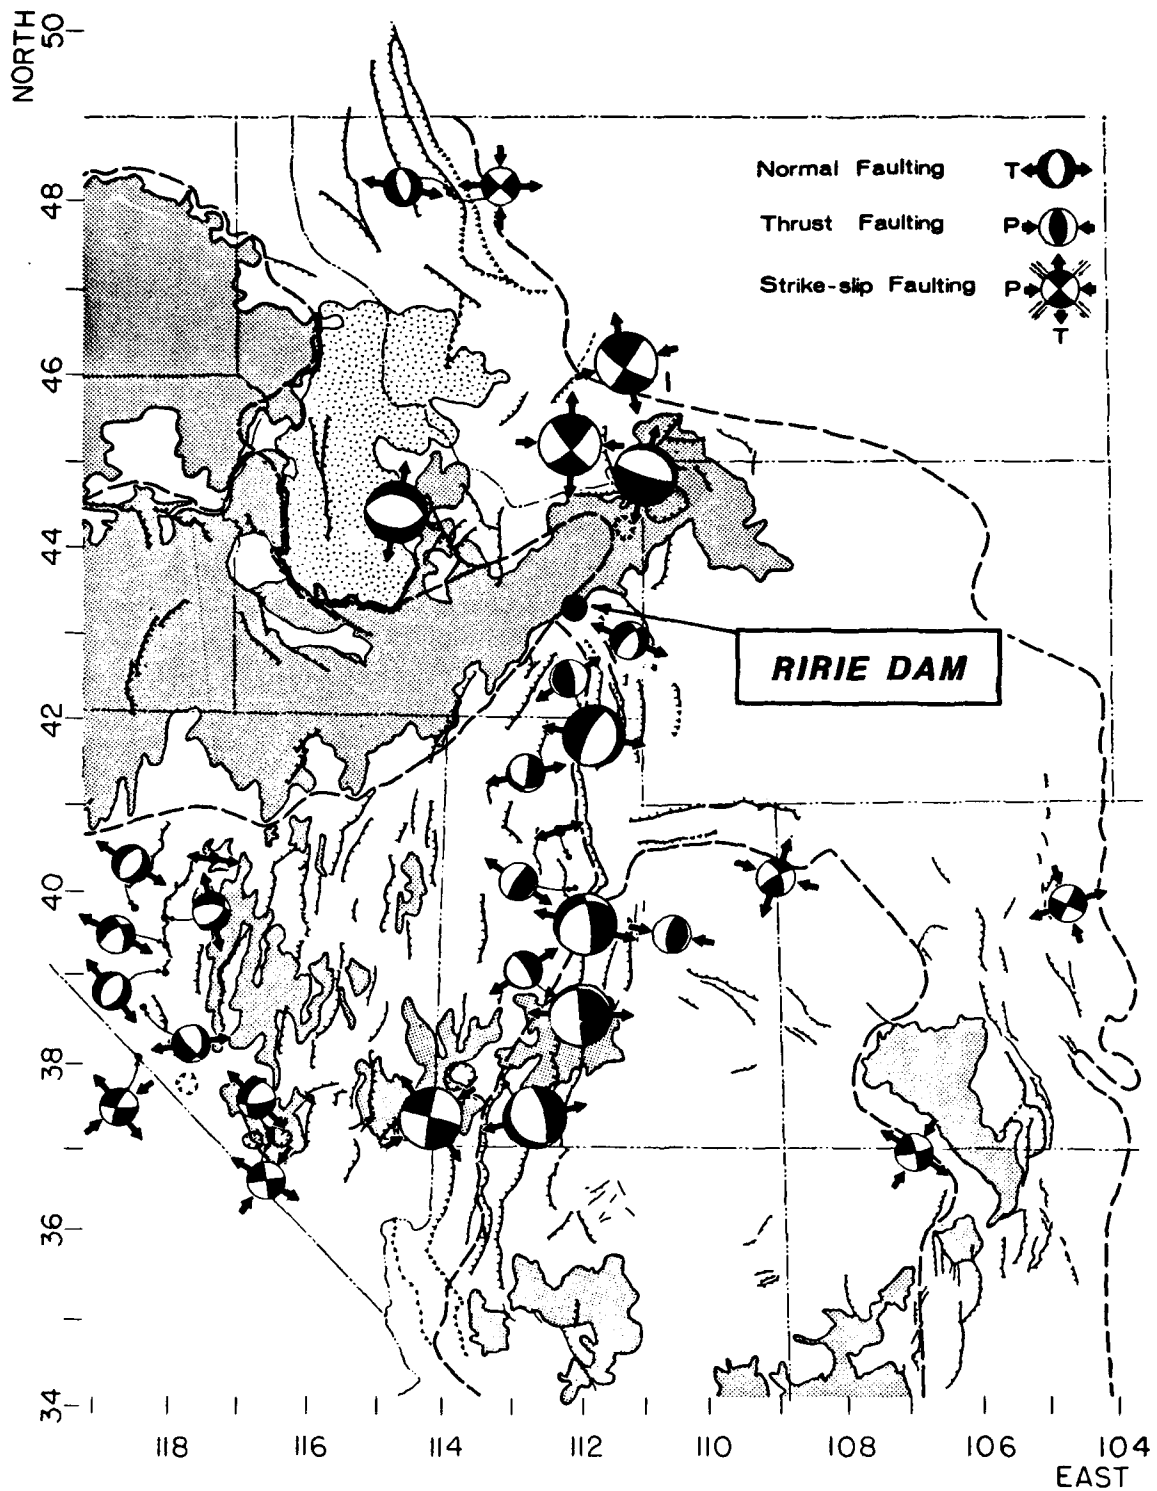 NORTH
50
48
46
44
42
40
38
36
34
Normal Faulting T
Thrust Faulting P
Strike-slip Faulting P
T
RIRIE DAM
118 116 114 112 110 108 106 104
EAST